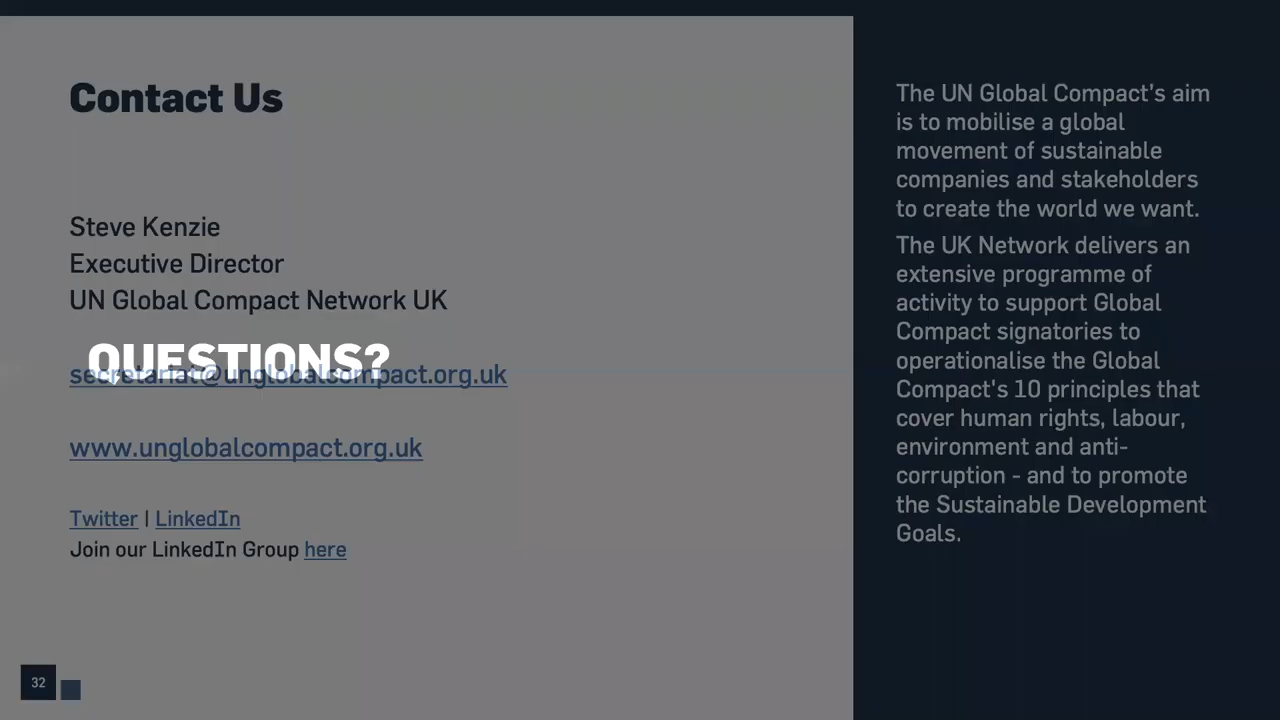 Contact Us
Steve Kenzie
Executive Director
UN Global Compact Network UK
QUESTIONS?
secretariat@unglobalcompact.org.uk
www.unglobalcompact.org.uk
Twitter | LinkedIn
Join our LinkedIn Group here
32
The UN Global Compact's aim
is to mobilise a global
movement of sustainable
companies and stakeholders
to create the world we want.
The UK Network delivers an
extensive programme of
activity to support Global
Compact signatories to
operationalise the Global
Compact's 10 principles that
cover human rights, labour,
environment and anti-
corruption - and to promote
the Sustainable Development
Goals.